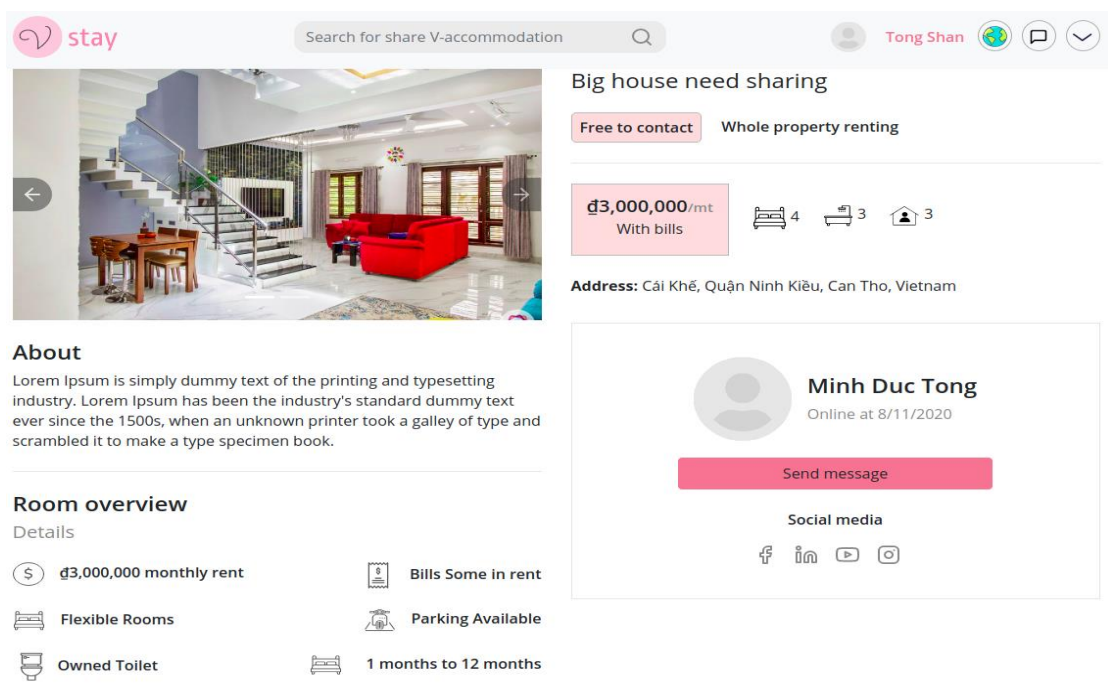 V stay
Search for share V-accommodation
Tong Shan
Big house need sharing
Free to contact
Whole property renting
₫3,000,000/mt
With bills
4
3
3
Address: Cái Khế, Quận Ninh Kiều, Can Tho, Vietnam
About
Lorem Ipsum is simply dummy text of the printing and typesetting
industry. Lorem Ipsum has been the industry's standard dummy text
ever since the 1500s, when an unknown printer took a galley of type and
scrambled it to make a type specimen book.
Room overview
Details
$ ₫3,000,000 monthly rent
$ Bills Some in rent
Flexible Rooms
Parking Available
Owned Toilet
1 months to 12 months
Minh Duc Tong
Online at 8/11/2020
Send message
Social media